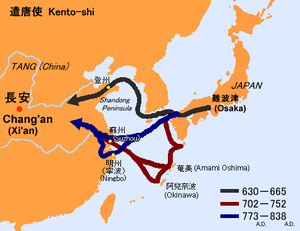 遣唐使 Kento-shi
TANG (China)
登州
長安
Chang'an
(Xi'an)
Shandong
Peninsula
JAPAN
難波津
(Osaka)
蘇州
(Suzhou)
明州
(寧波)
(Ningbo)
奄美 (Amami Oshima)
阿兒奈波
(Okinawa)
630－665
702－752
773－838
A.D. A.D.